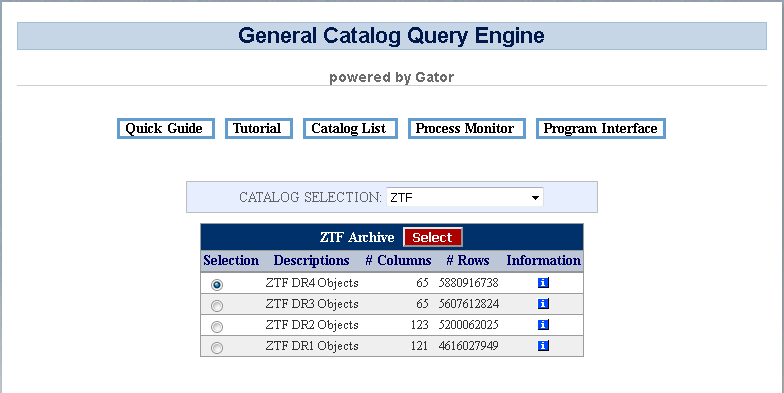 General Catalog Query Engine
powered by Gator
Quick Guide Tutorial Catalog List Process Monitor Program Interface
CATALOG SELECTION: ZTF
ZTF Archive Select
Selection Descriptions # Columns # Rows Information
ZTF DR4 Objects 65 5880916738 i
ZTF DR3 Objects 65 5607612824 i
ZTF DR2 Objects 123 5200062025 i
ZTF DR1 Objects 121 4616027949 i